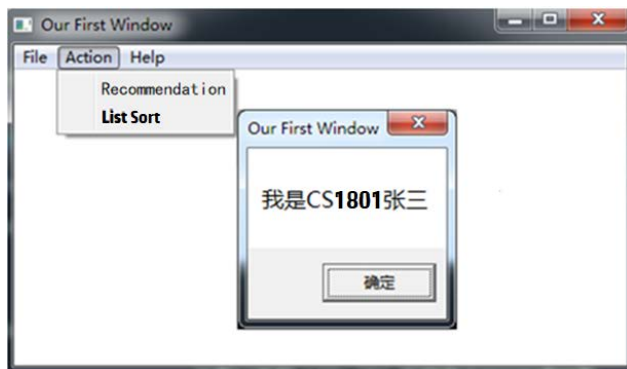 Our First Window
File Action Help
Recommendation
List Sort
Our First Window
我是CS1801张三
确定